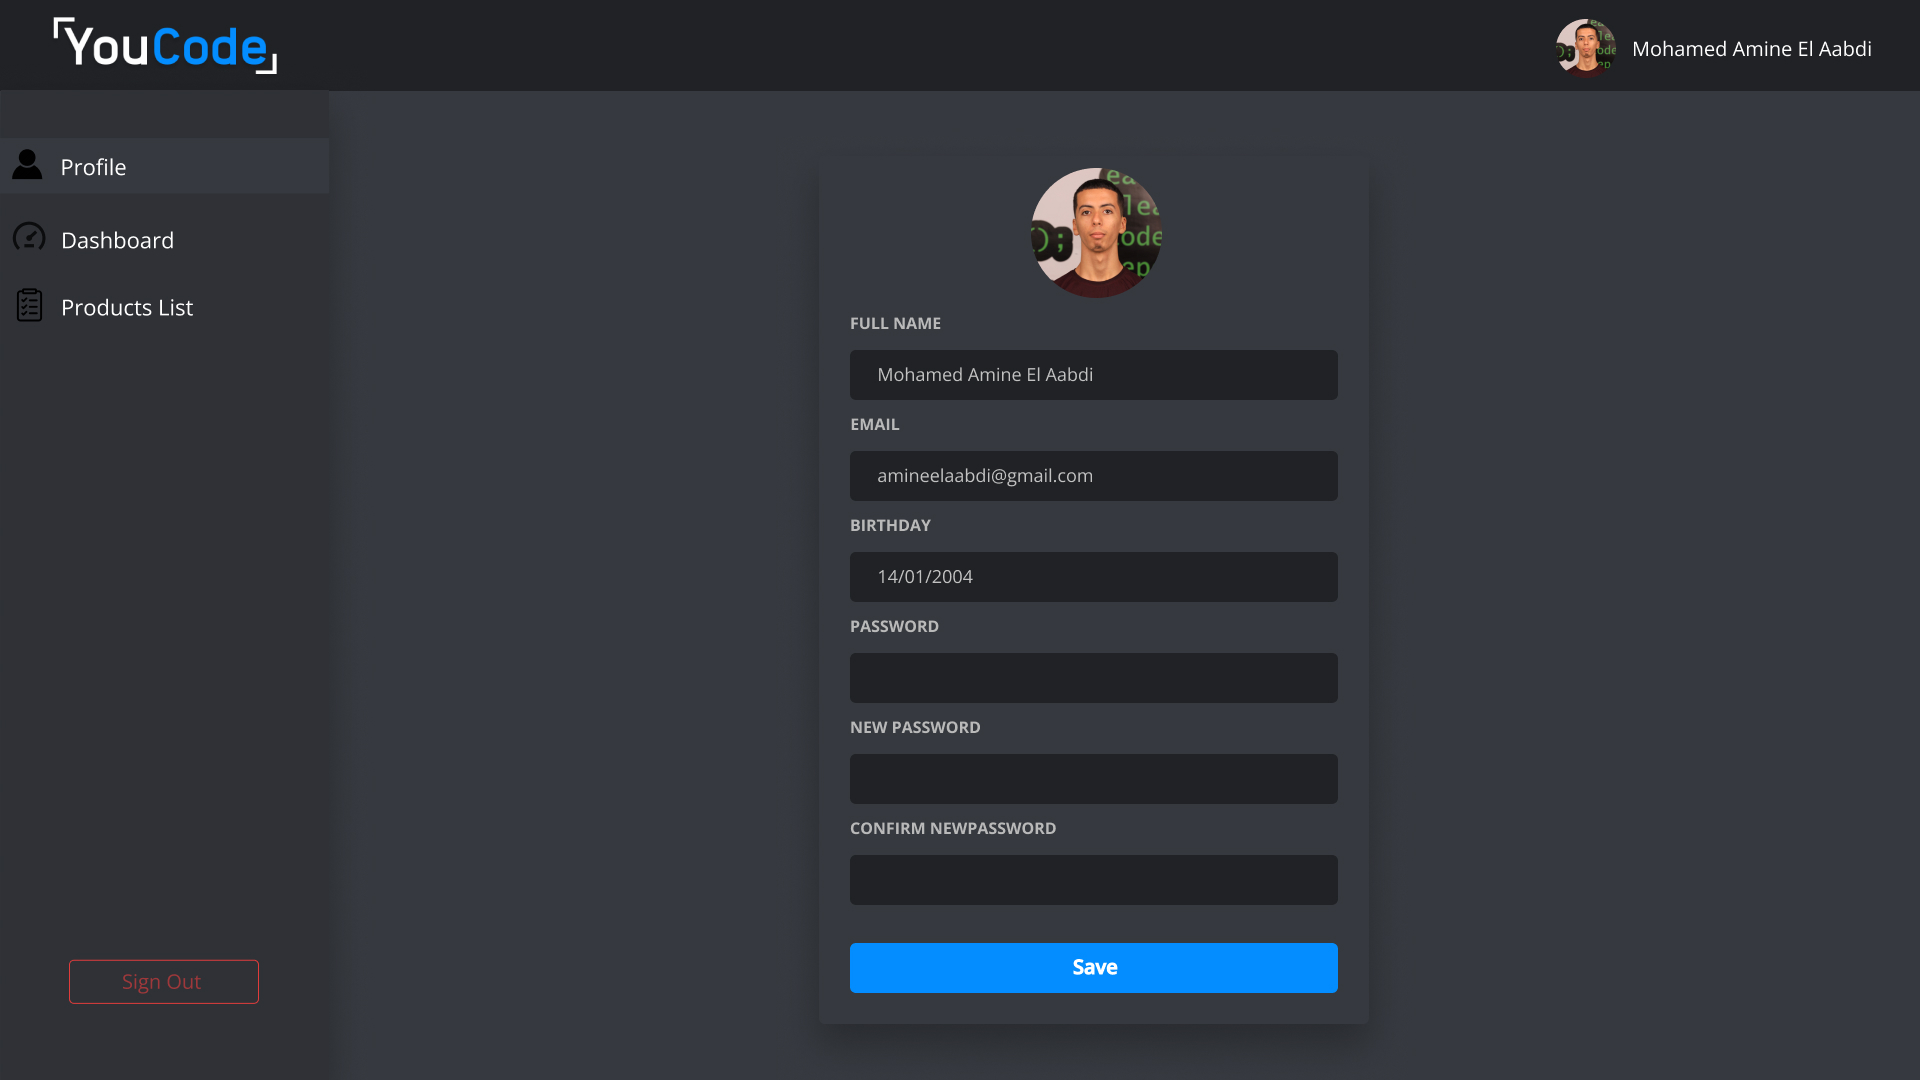 YouCode
Mohamed Amine El Aabdi
Profile
Dashboard
Products List
Sign Out
FULL NAME
Mohamed Amine El Aabdi
EMAIL
amineelaabdi@gmail.com
BIRTHDAY
14/01/2004
PASSWORD
NEW PASSWORD
CONFIRM NEWPASSWORD
Save